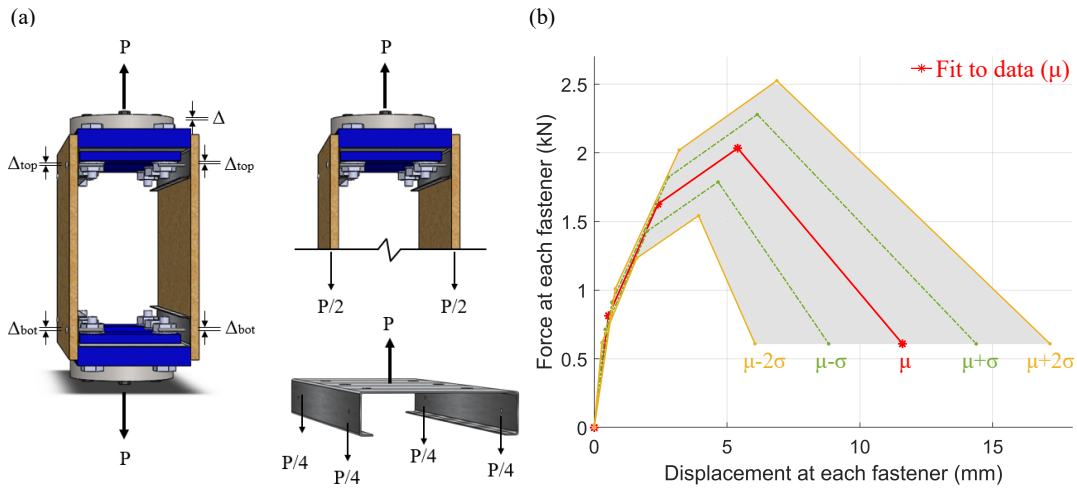 (a)
P
Δ
Δtop
Δtop
Δbot
Δbot
P
P
P/2
P/2
P
P/4
P/4
P/4
P/4
(b)
Fit to data (μ)
Force at each fastener (kN)
2.5
2
1.5
1
0.5
0
μ-2σ
μ-σ
μ
μ+σ
μ+2σ
0
5
10
15
Displacement at each fastener (mm)